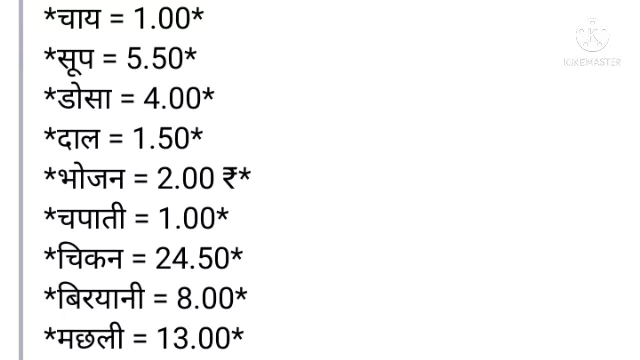 *चाय = 1.00*
*सूप = 5.50*
*डोसा = 4.00*
*दाल = 1.50*
*भोजन = 2.00 ₹*
*चपाती = 1.00*
*चिकन = 24.50*
*बिरयानी = 8.00*
*मछली = 13.00*
KINEMASTER